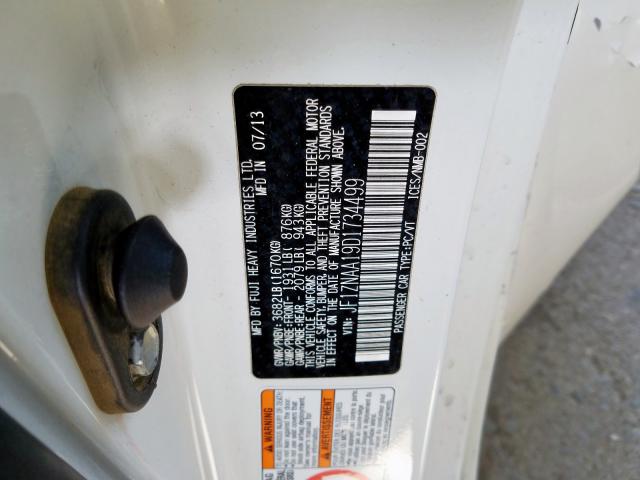 MFD BY FUJI HEAVY INDUSTRIES LTD.
MFD IN 07/13
GVWR/PNBV 3682LB(1670KG)
GAWR/PNBE:FRONT- 1931LB( 876KG)
GAWR/PNBE:REAR - 2079LB( 943KG)
THIS VEHICLE CONFORMS TO ALL APPLICABLE FEDERAL MOTOR
VEHICLE SAFETY, BUMPER AND THEFT PREVENTION STANDARDS
IN EFFECT ON THE DATE OF MANUFACTURE SHOWN ABOVE.
VIN: JF1ZNAA19D1734499
PASSENGER CAR TYPE:PC/VT ICES/NMB-002
WARNING
AVERTISSEMENT